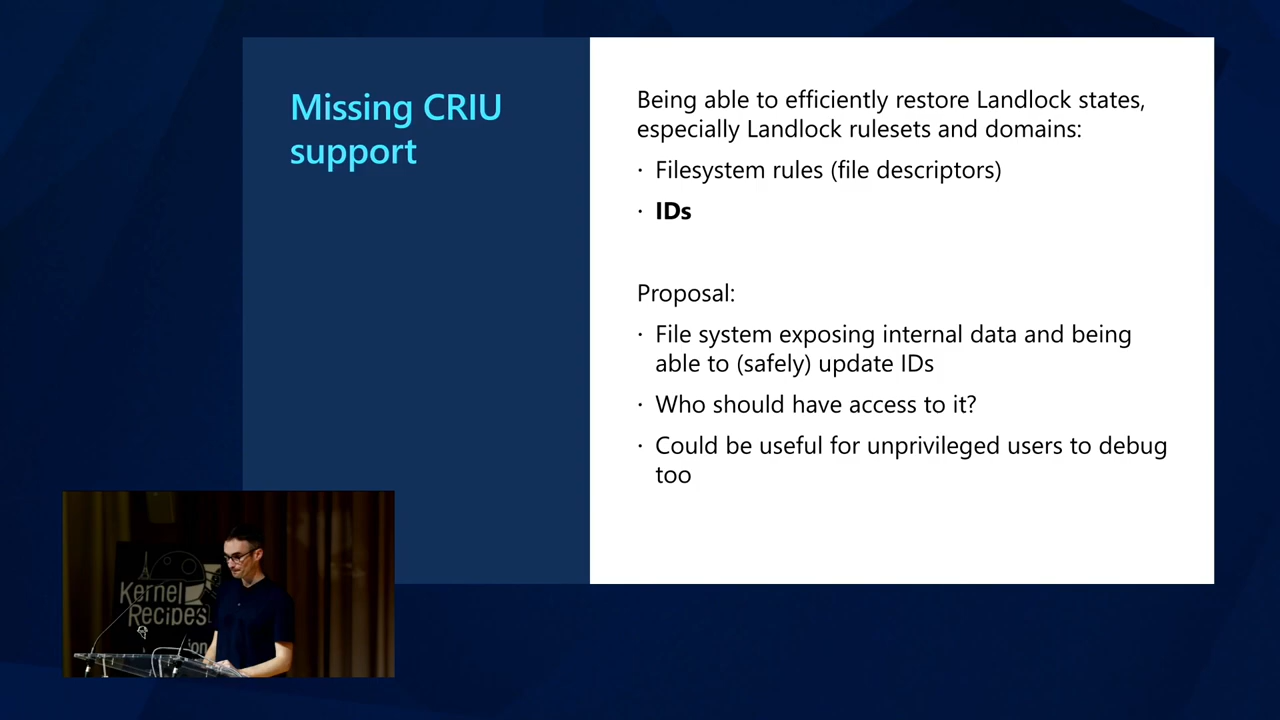 Missing CRIU
support
Being able to efficiently restore Landlock states,
especially Landlock rulesets and domains:
· Filesystem rules (file descriptors)
· IDs
Proposal:
· File system exposing internal data and being
able to (safely) update IDs
· Who should have access to it?
· Could be useful for unprivileged users to debug
too
Kernel
Recipes